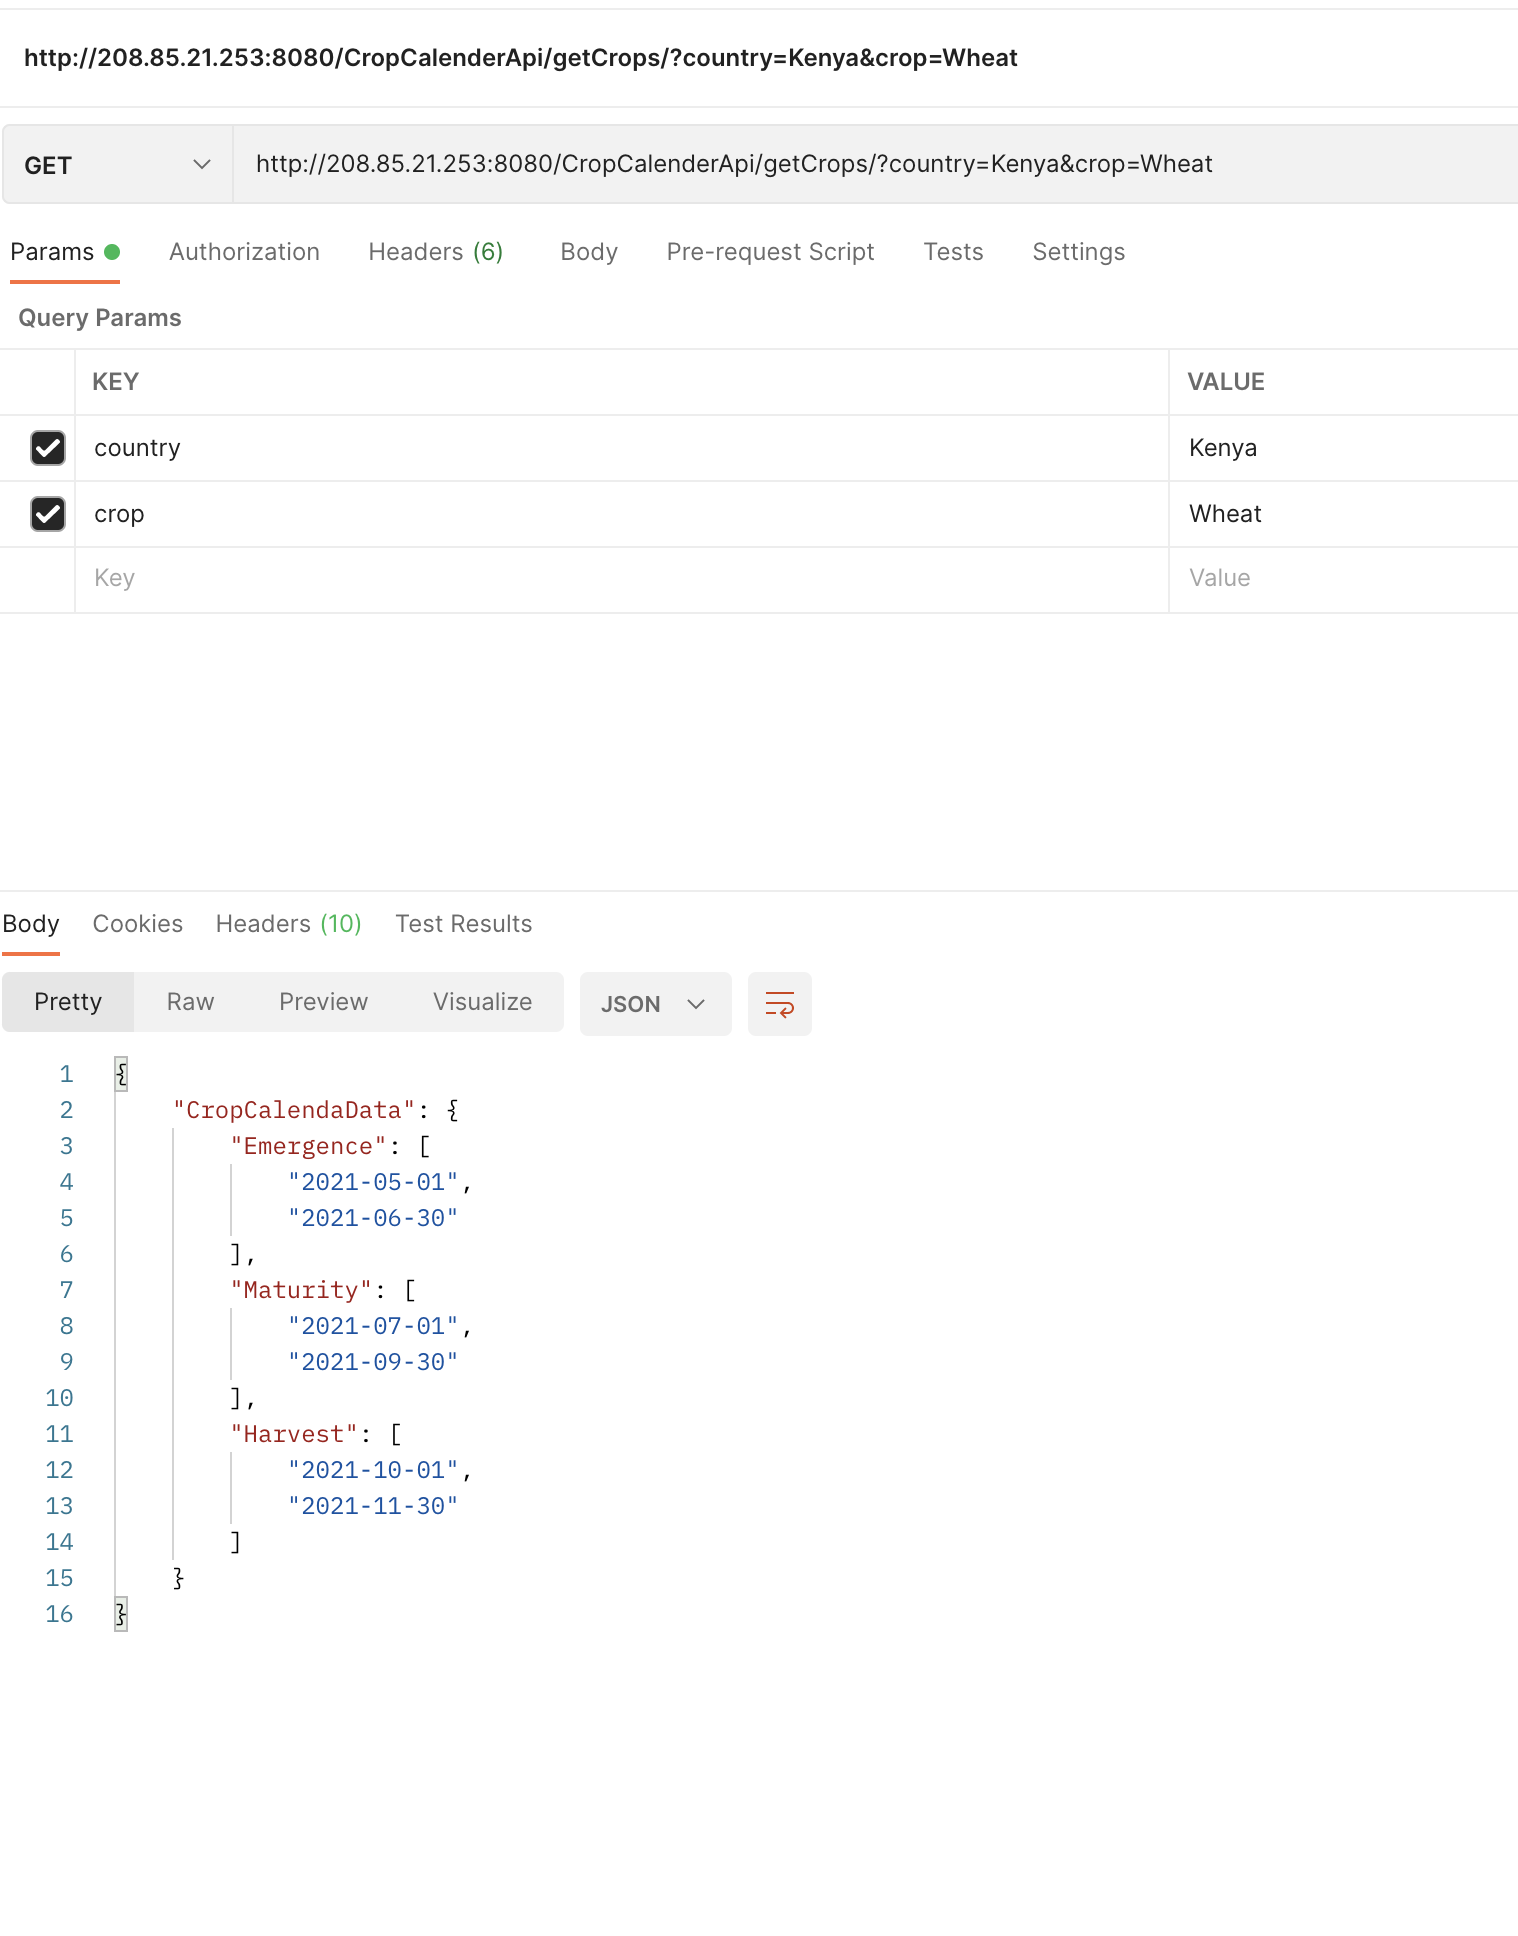 http://208.85.21.253:8080/CropCalenderApi/getCrops/?country=Kenya&crop=Wheat
GET http://208.85.21.253:8080/CropCalenderApi/getCrops/?country=Kenya&crop=Wheat
Params Authorization Headers (6) Body Pre-request Script Tests Settings
Query Params
KEY VALUE
country Kenya
crop Wheat
Key Value
Body Cookies Headers (10) Test Results
Pretty Raw Preview Visualize JSON
1 {
2 "CropCalendaData": {
3 "Emergence": [
4 "2021-05-01",
5 "2021-06-30"
6 ],
7 "Maturity": [
8 "2021-07-01",
9 "2021-09-30"
10 ],
11 "Harvest": [
12 "2021-10-01",
13 "2021-11-30"
14 ]
15 }
16 }